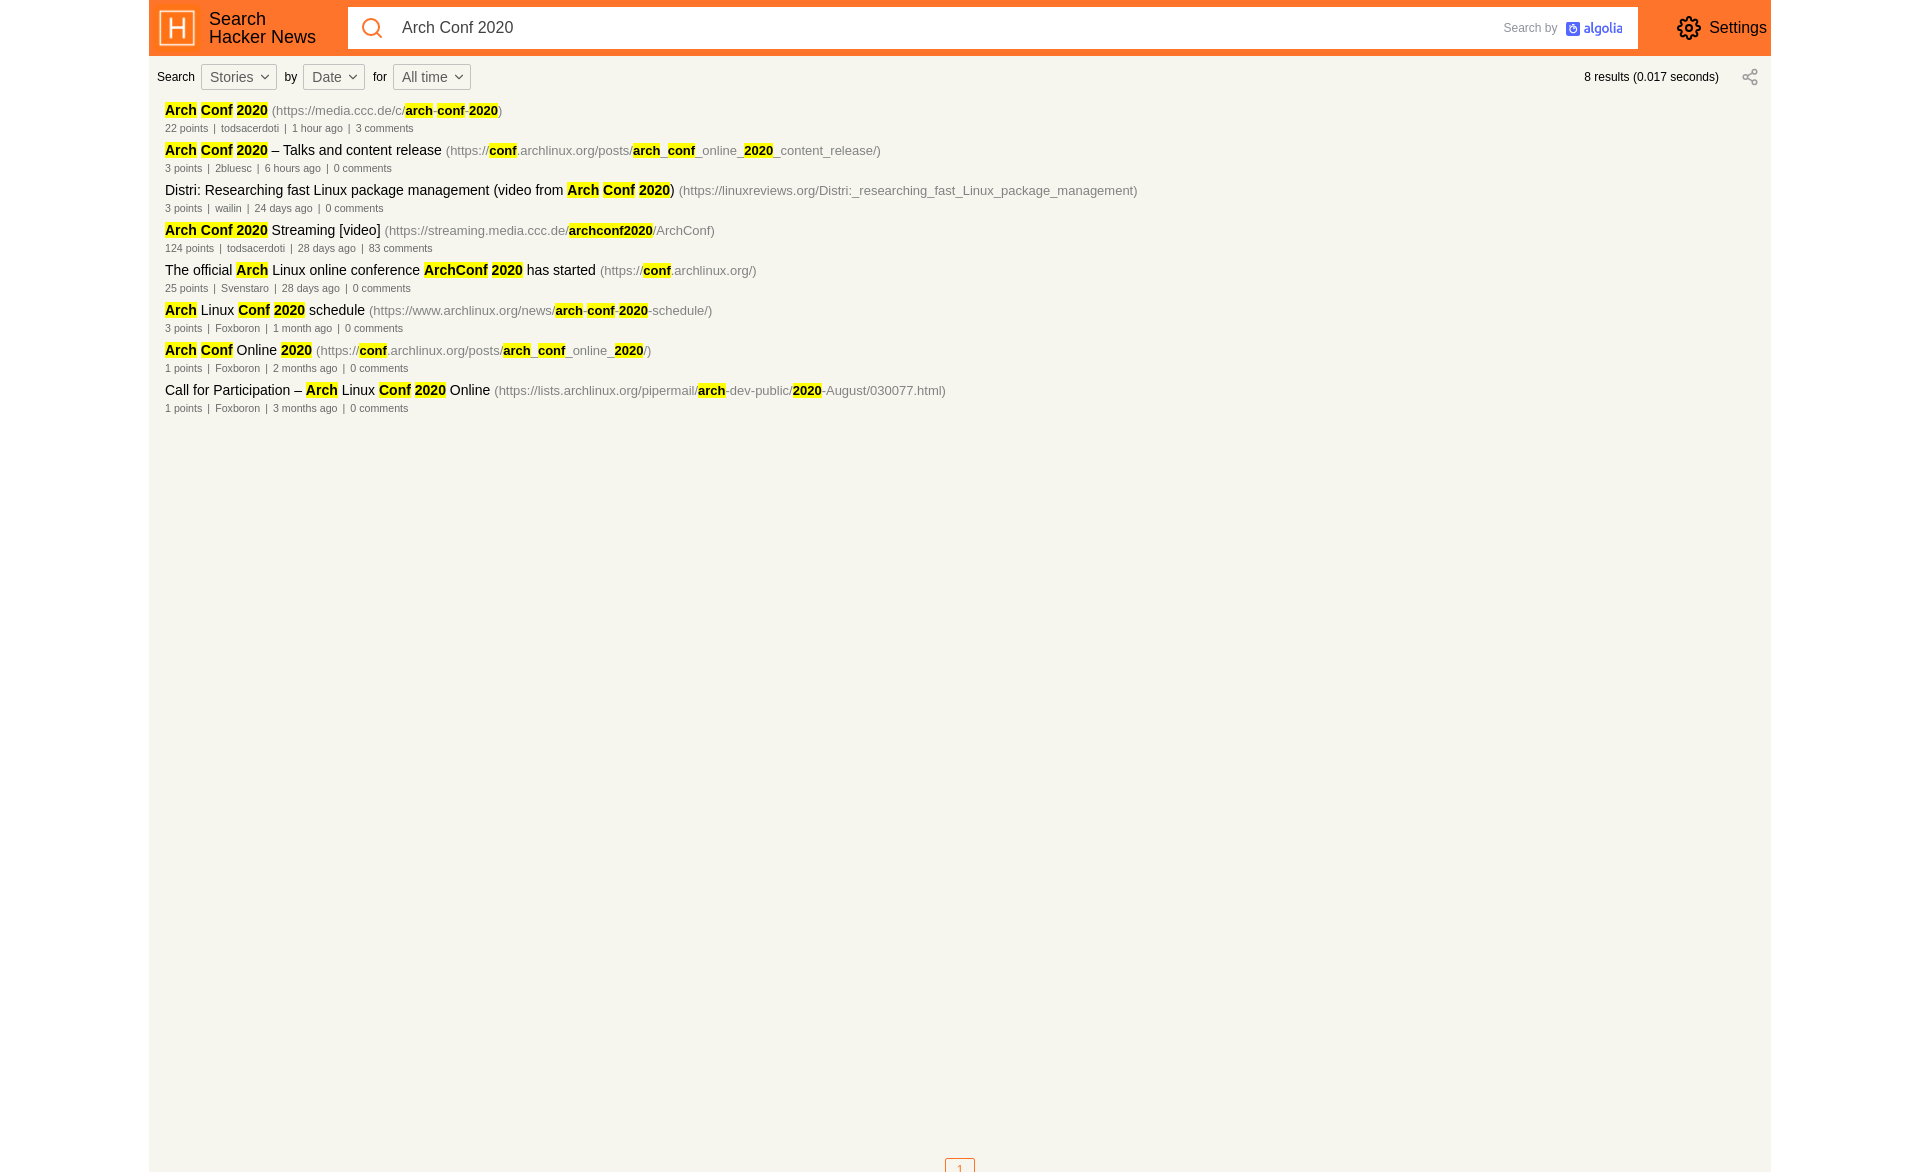 H
Search
Hacker News
Arch Conf 2020
Search by algolia
Settings
Search Stories by Date for All time
8 results (0.017 seconds)
Arch Conf 2020 (https://media.ccc.de/c/arch-conf-2020)
22 points | todsacerdoti | 1 hour ago | 3 comments
Arch Conf 2020 – Talks and content release (https://conf.archlinux.org/posts/arch_conf_online_2020_content_release/)
3 points | 2bluesc | 6 hours ago | 0 comments
Distri: Researching fast Linux package management (video from Arch Conf 2020) (https://linuxreviews.org/Distri:_researching_fast_Linux_package_management)
3 points | wailin | 24 days ago | 0 comments
Arch Conf 2020 Streaming [video] (https://streaming.media.ccc.de/archconf2020/ArchConf)
124 points | todsacerdoti | 28 days ago | 83 comments
The official Arch Linux online conference ArchConf 2020 has started (https://conf.archlinux.org/)
25 points | Svenstaro | 28 days ago | 0 comments
Arch Linux Conf 2020 schedule (https://www.archlinux.org/news/arch-conf-2020-schedule/)
3 points | Foxboron | 1 month ago | 0 comments
Arch Conf Online 2020 (https://conf.archlinux.org/posts/arch_conf_online_2020/)
1 points | Foxboron | 2 months ago | 0 comments
Call for Participation – Arch Linux Conf 2020 Online (https://lists.archlinux.org/pipermail/arch-dev-public/2020-August/030077.html)
1 points | Foxboron | 3 months ago | 0 comments
1